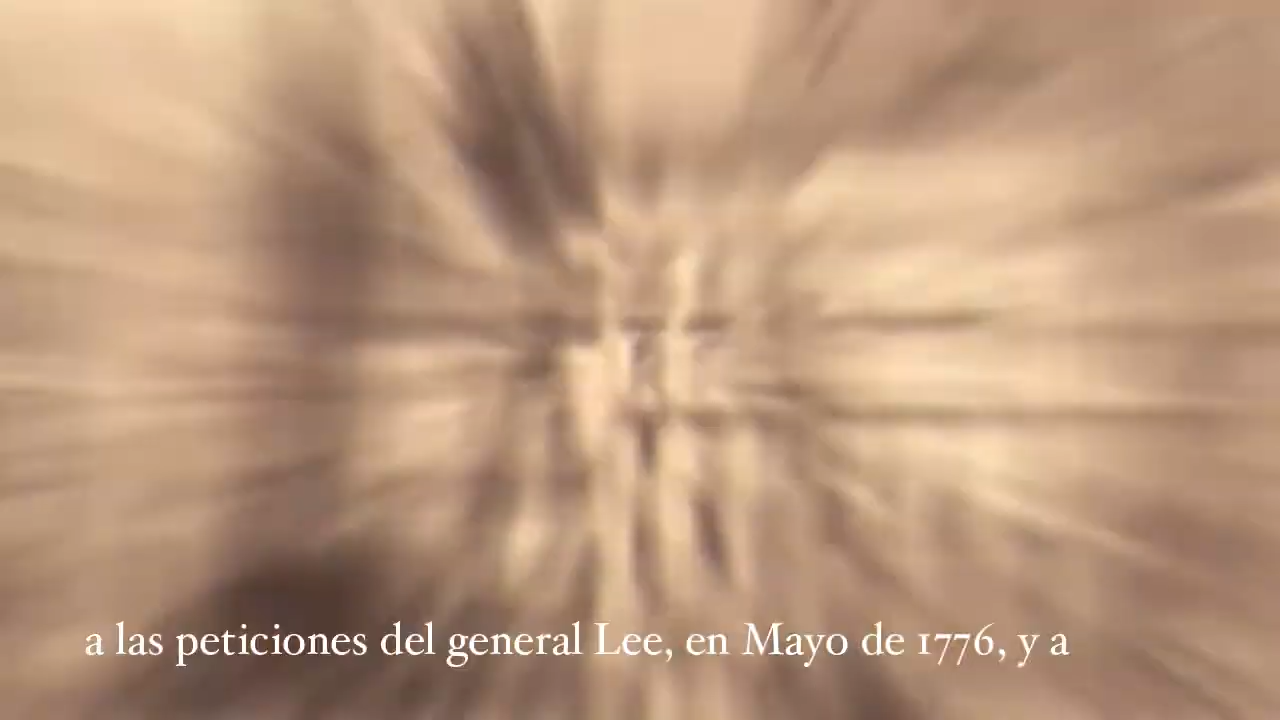 a las peticiones del general Lee, en Mayo de 1776, y a